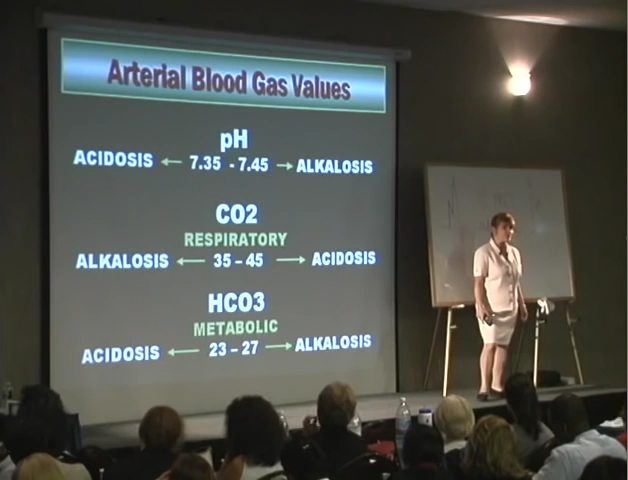 Arterial Blood Gas Values
pH
ACIDOSIS ← 7.35 - 7.45 → ALKALOSIS
CO2
RESPIRATORY
ALKALOSIS ← 35 – 45 → ACIDOSIS
HCO3
METABOLIC
ACIDOSIS ← 23 – 27 → ALKALOSIS